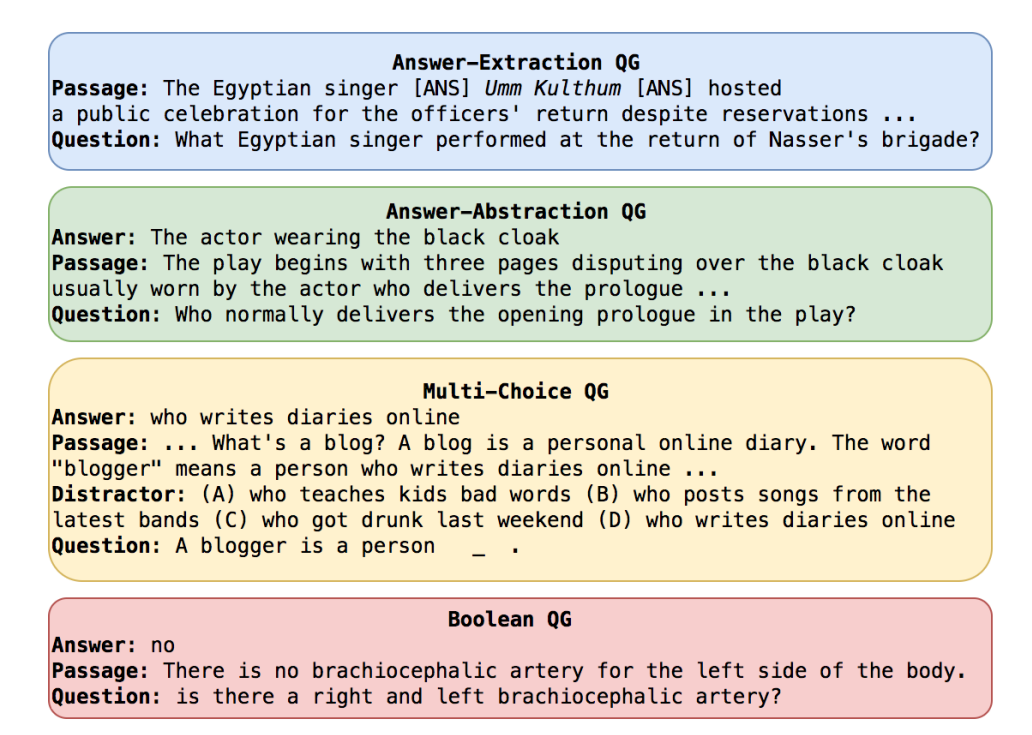 Answer-Extraction QG
Passage: The Egyptian singer [ANS] Umm Kulthum [ANS] hosted
a public celebration for the officers' return despite reservations ...
Question: What Egyptian singer performed at the return of Nasser's brigade?
Answer-Abstraction QG
Answer: The actor wearing the black cloak
Passage: The play begins with three pages disputing over the black cloak
usually worn by the actor who delivers the prologue ...
Question: Who normally delivers the opening prologue in the play?
Multi-Choice QG
Answer: who writes diaries online
Passage: ... What's a blog? A blog is a personal online diary. The word
"blogger" means a person who writes diaries online ...
Distractor: (A) who teaches kids bad words (B) who posts songs from the
latest bands (C) who got drunk last weekend (D) who writes diaries online
Question: A blogger is a person _ .
Boolean QG
Answer: no
Passage: There is no brachiocephalic artery for the left side of the body.
Question: is there a right and left brachiocephalic artery?